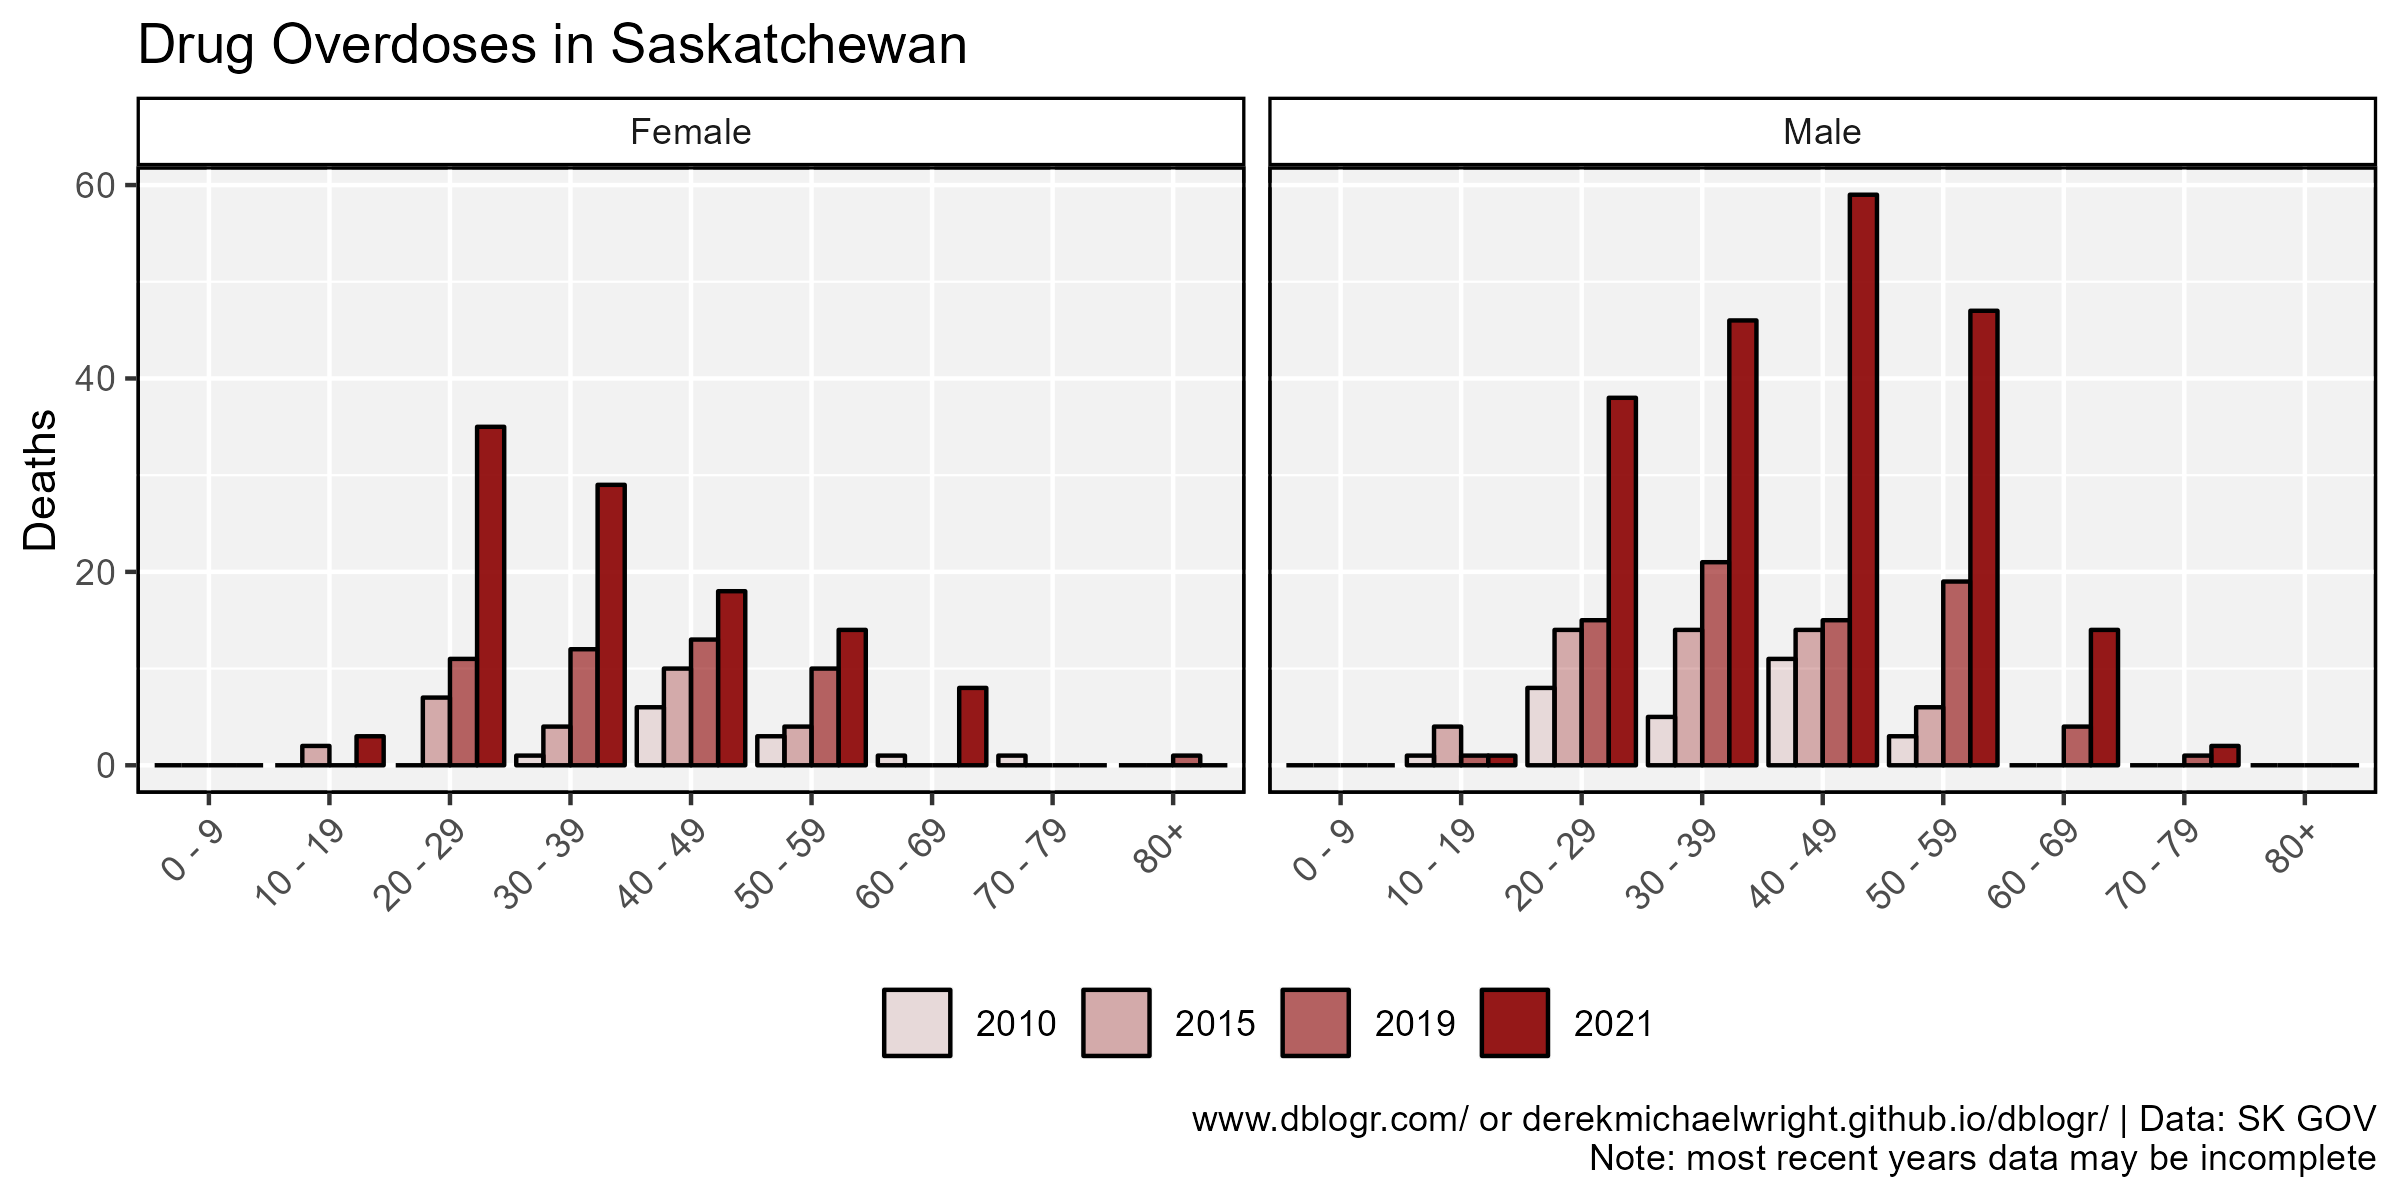 Drug Overdoses in Saskatchewan
Female
Male
Deaths
60
40
20
0
0 - 9
10 - 19
20 - 29
30 - 39
40 - 49
50 - 59
60 - 69
70 - 79
80+
0 - 9
10 - 19
20 - 29
30 - 39
40 - 49
50 - 59
60 - 69
70 - 79
80+
2010
2015
2019
2021
www.dblogr.com/ or derekmichaelwright.github.io/dblogr/ | Data: SK GOV
Note: most recent years data may be incomplete